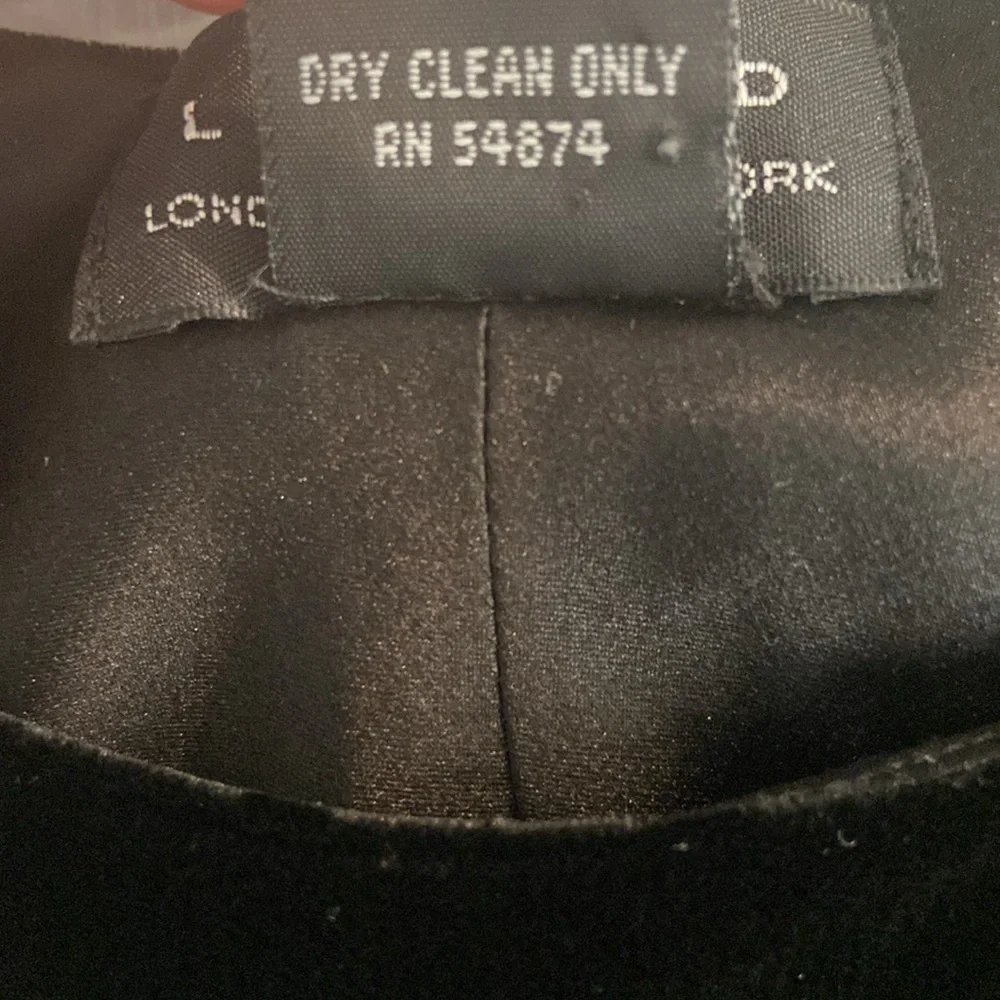 DRY CLEAN ONLY
RN 54874
L D
LOND ORK